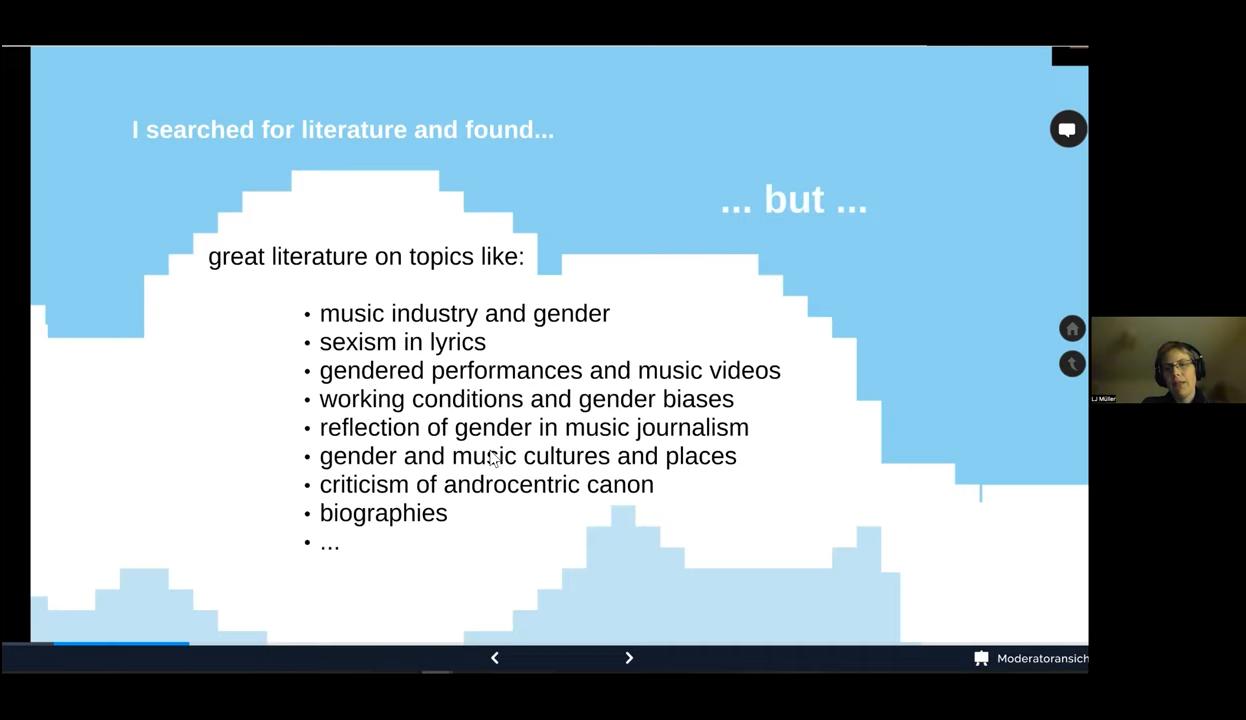 I searched for literature and found...
... but ...
great literature on topics like:
• music industry and gender
• sexism in lyrics
• gendered performances and music videos
• working conditions and gender biases
• reflection of gender in music journalism
• gender and music cultures and places
• criticism of androcentric canon
• biographies
• ...
LJ Müller
Moderatoransich